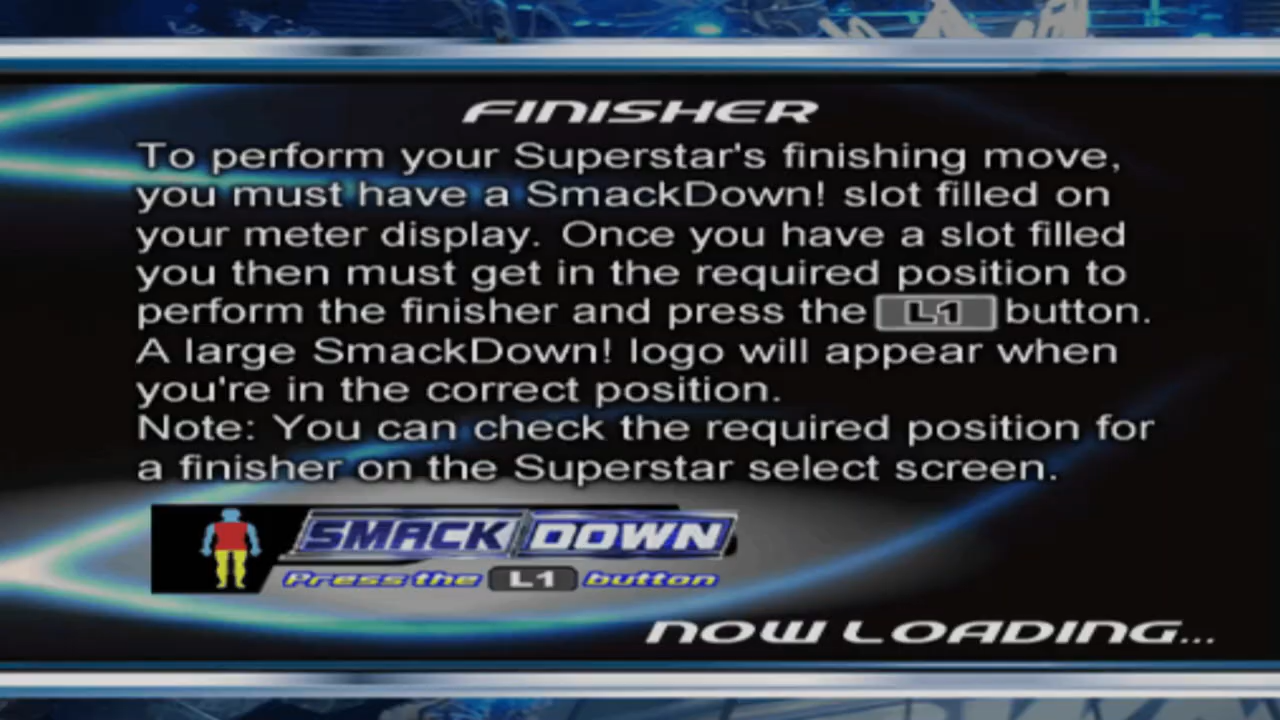 FINISHER
To perform your Superstar's finishing move,
you must have a SmackDown! slot filled on
your meter display. Once you have a slot filled
you then must get in the required position to
perform the finisher and press the L1 button.
A large SmackDown! logo will appear when
you're in the correct position.
Note: You can check the required position for
a finisher on the Superstar select screen.
SMACKDOWN
Press the L1 button
NOW LOADING...